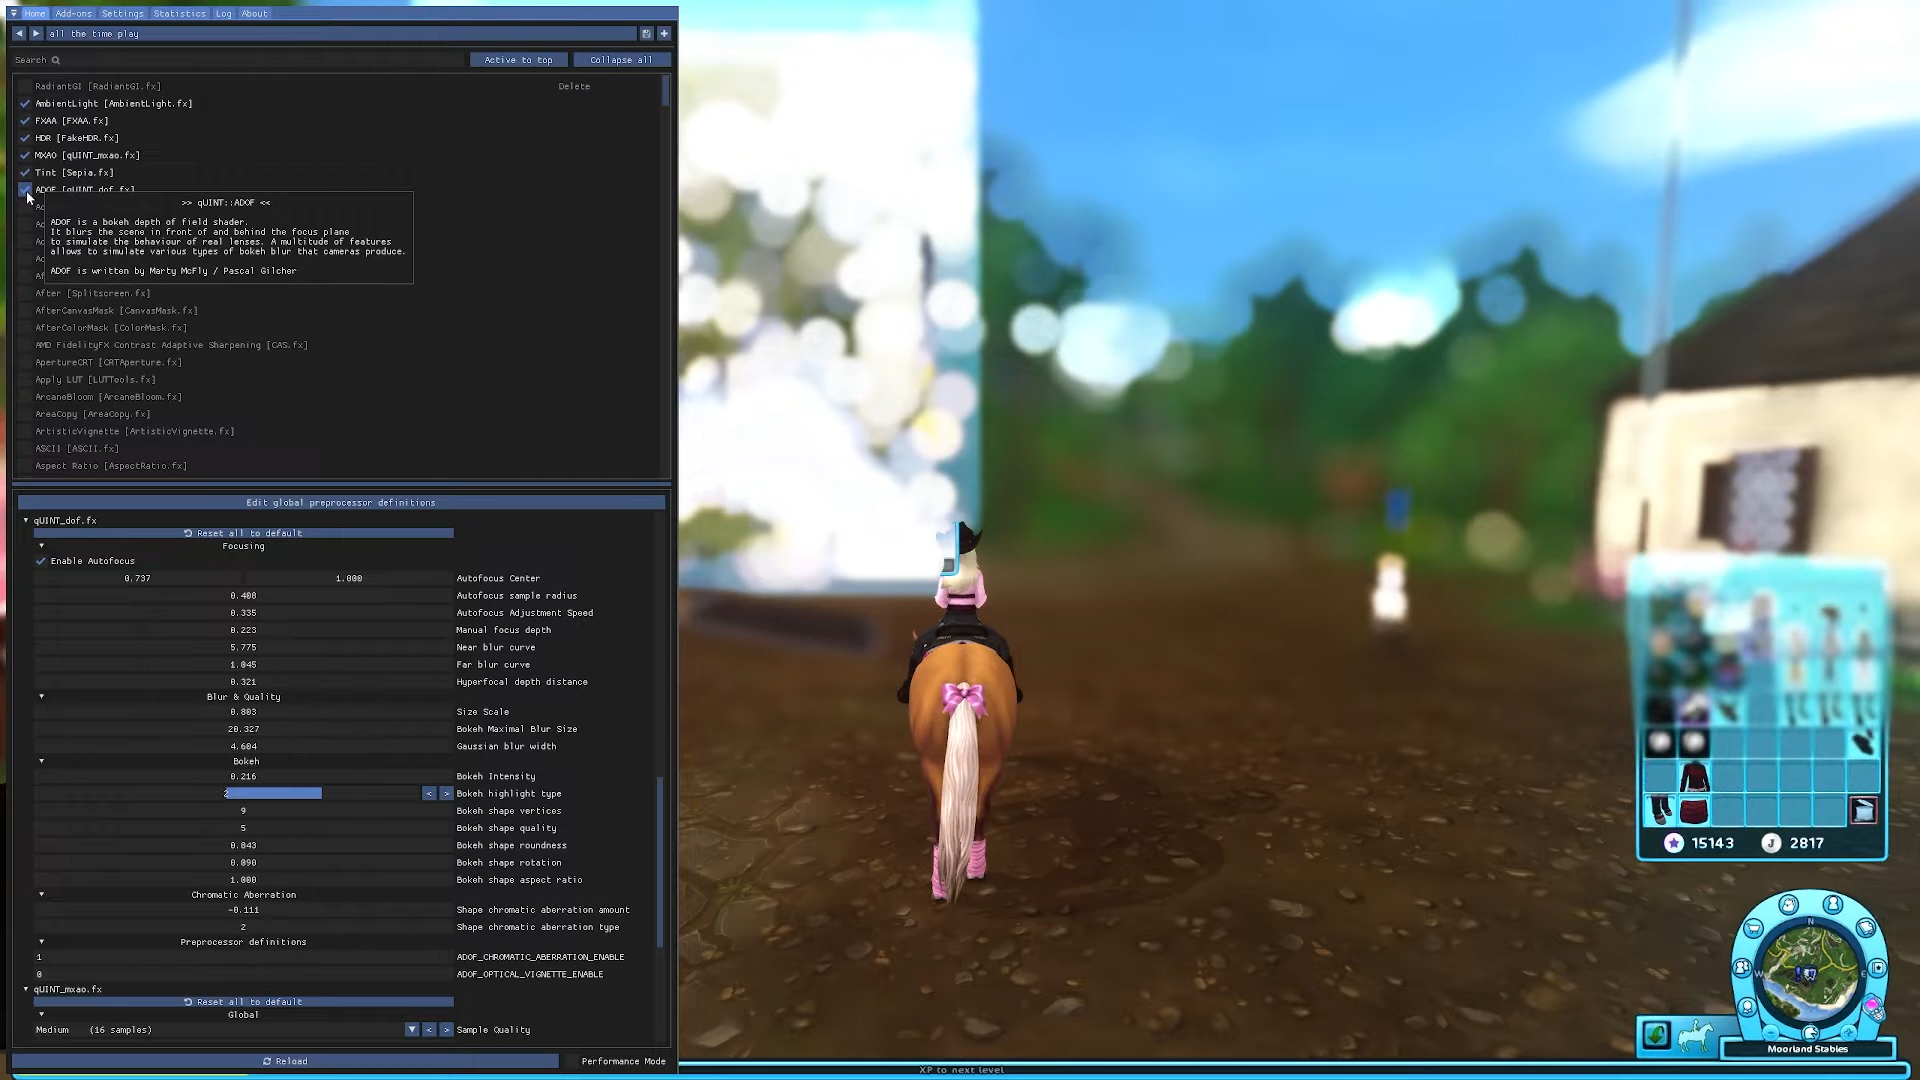 Home Add-ons Settings Statistics Log About
all the time play
Search Active to top Collapse all
RadiantGI [RadiantGI.fx] Delete
AmbientLight [AmbientLight.fx]
FXAA [FXAA.fx]
HDR [FakeHDR.fx]
MXAO [qUINT_mxao.fx]
Tint [Sepia.fx]
ADOF [qUINT_dof.fx]
>> qUINT::ADOF <<
ADOF is a bokeh depth of field shader.
It blurs the scene in front of and behind the focus plane
to simulate the behaviour of real lenses. A multitude of features
allows to simulate various types of bokeh blur that cameras produce.
ADOF is written by Marty McFly / Pascal Gilcher
After [Splitscreen.fx]
AfterCanvasMask [CanvasMask.fx]
AfterColorMask [ColorMask.fx]
AMD FidelityFX Contrast Adaptive Sharpening [CAS.fx]
ApertureCRT [CRTAperture.fx]
Apply LUT [LUTTools.fx]
ArcaneBloom [ArcaneBloom.fx]
AreaCopy [AreaCopy.fx]
ArtisticVignette [ArtisticVignette.fx]
ASCII [ASCII.fx]
Aspect Ratio [AspectRatio.fx]
Edit global preprocessor definitions
qUINT_dof.fx
Reset all to default
Focusing
Enable Autofocus
0.737 1.000 Autofocus Center
0.408 Autofocus sample radius
0.335 Autofocus Adjustment Speed
0.223 Manual focus depth
5.775 Near blur curve
1.045 Far blur curve
0.321 Hyperfocal depth distance
Blur & Quality
0.803 Size Scale
20.327 Bokeh Maximal Blur Size
4.604 Gaussian blur width
Bokeh
0.216 Bokeh Intensity
2 < > Bokeh highlight type
9 Bokeh shape vertices
5 Bokeh shape quality
0.843 Bokeh shape roundness
0.090 Bokeh shape rotation
1.000 Bokeh shape aspect ratio
Chromatic Aberration
-0.111 Shape chromatic aberration amount
2 Shape chromatic aberration type
Preprocessor definitions
1 ADOF_CHROMATIC_ABERRATION_ENABLE
0 ADOF_OPTICAL_VIGNETTE_ENABLE
qUINT_mxao.fx
Reset all to default
Global
Medium (16 samples) < > Sample Quality
Reload Performance Mode
15143 J 2817
N
W E
Moorland Stables
XP to next level